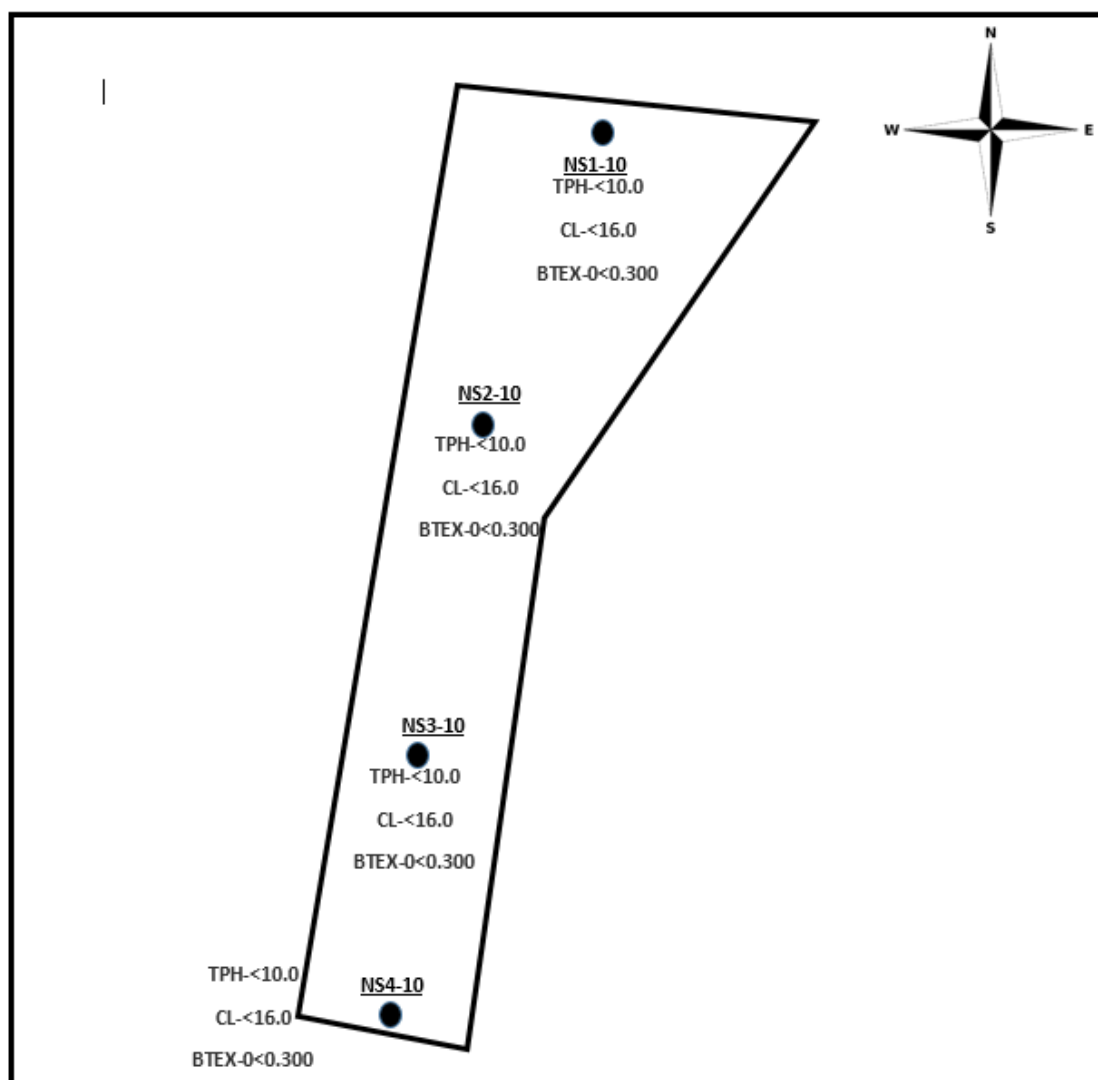 N
W E
S
NS1-10
TPH-<10.0
CL-<16.0
BTEX-0<0.300
NS2-10
TPH-<10.0
CL-<16.0
BTEX-0<0.300
NS3-10
TPH-<10.0
CL-<16.0
BTEX-0<0.300
NS4-10
TPH-<10.0
CL-<16.0
BTEX-0<0.300